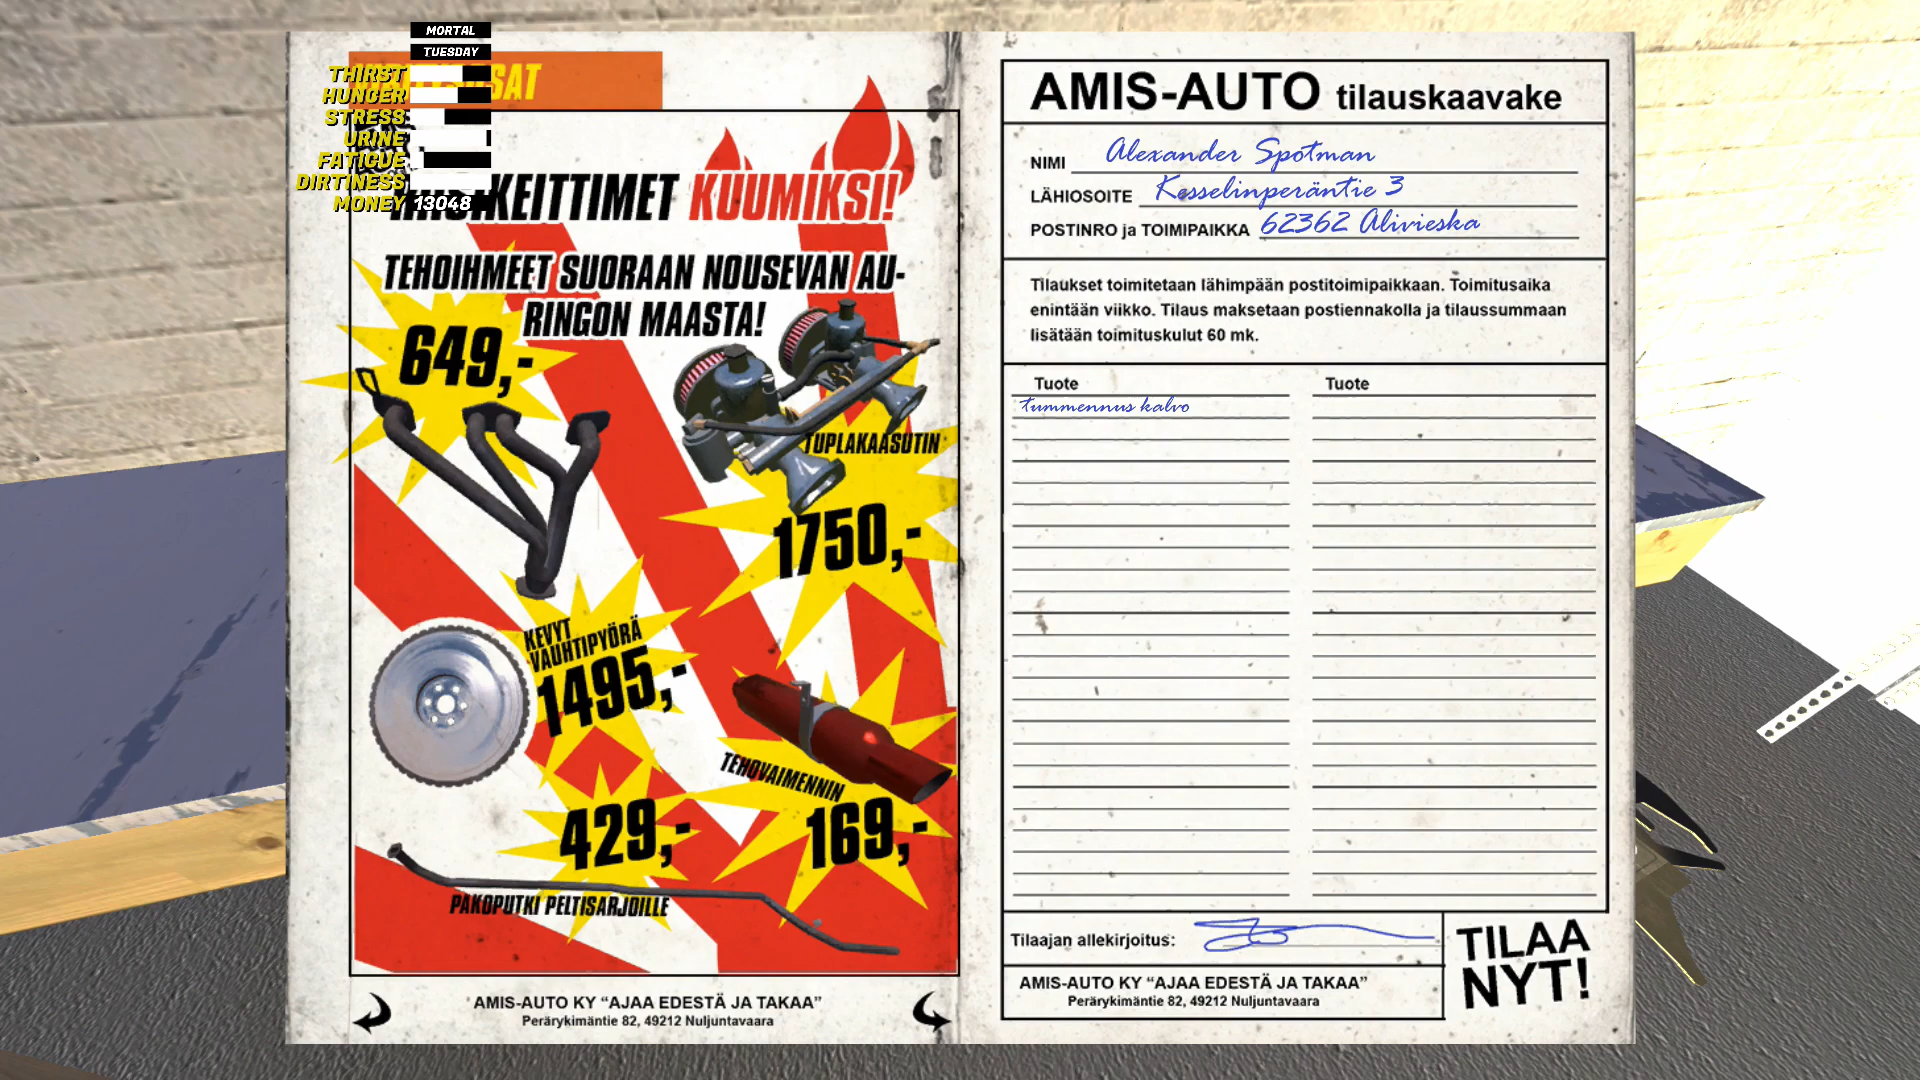 MORTAL
TUESDAY
THIRST
HUNGER
STRESS
URINE
FATIGUE
DIRTINESS
MONEY 13048
KUUMIKSI!
TEHOIHMEET SUORAAN NOUSEVAN AU-
RINGON MAASTA!
649,-
TUPLAKAASUTIN
1750,-
KEVYT
VAUHTIPYÖRÄ
1495,-
TEHOVAIMENNIN
169,-
429,-
PAKOPUTKI PELTISARJOILLE
AMIS-AUTO KY “AJAA EDESTÄ JA TAKAA”
Perärykimäntie 82, 49212 Nuljuntavaara
AMIS-AUTO tilauskaavake
NIMI Alexander Spotman
LÄHIOSOITE Kesselinperäntie 3
POSTINRO ja TOIMIPAIKKA 62362 Alivieska
Tilaukset toimitetaan lähimpään postitoimipaikkaan. Toimitusaika
enintään viikko. Tilaus maksetaan postiennakolla ja tilaussummaan
lisätään toimituskulut 60 mk.
Tuote Tuote
Tummennus kalvo
Tilaajan allekirjoitus:
TILAA
NYT!
AMIS-AUTO KY “AJAA EDESTÄ JA TAKAA”
Perärykimäntie 82, 49212 Nuljuntavaara